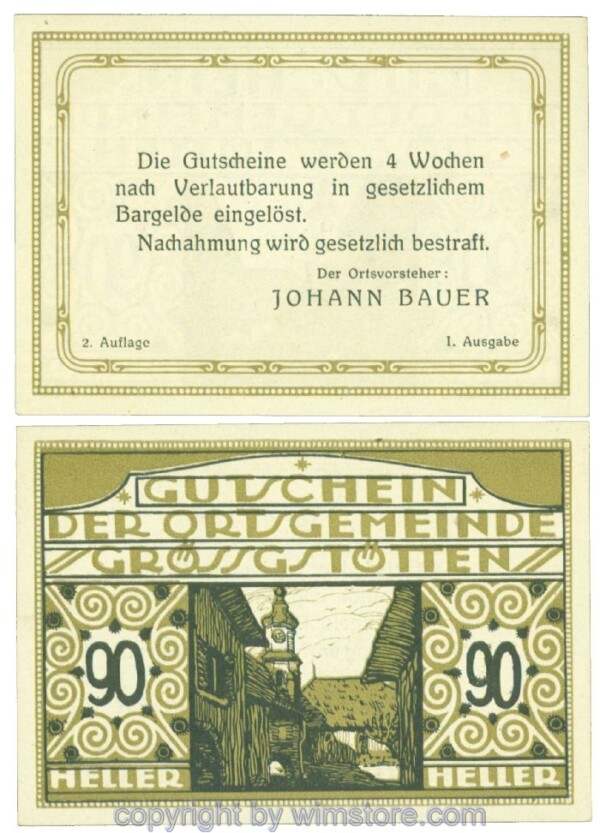 Die Gutscheine werden 4 Wochen
nach Verlautbarung in gesetzlichem
Bargelde eingelöst.
Nachahmung wird gesetzlich bestraft.
Der Ortsvorsteher:
JOHANN BAUER
2. Auflage
I. Ausgabe
GUTSCHEIN
DER ORTSGEMEINDE
GRÖSSGSTÖTTEN
90
90
HELLER
HELLER
copyright by wimstore.com